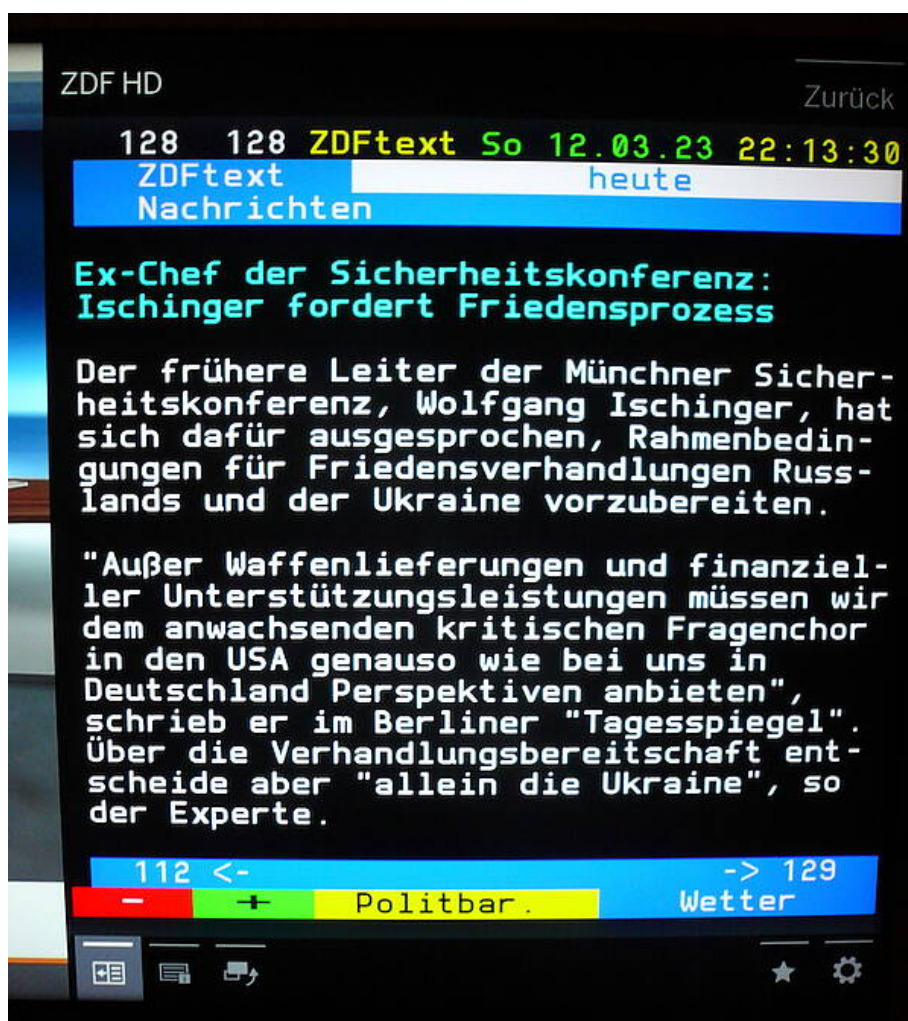 ZDF HD
Zurück
128 128 ZDFtext So 12.03.23 22:13:30
ZDFtext heute
Nachrichten
Ex-Chef der Sicherheitskonferenz:
Ischinger fordert Friedensprozess
Der frühere Leiter der Münchner Sicher-
heitskonferenz, Wolfgang Ischinger, hat
sich dafür ausgesprochen, Rahmenbedin-
gungen für Friedensverhandlungen Russ-
lands und der Ukraine vorzubereiten.
"Außer Waffenlieferungen und finanziel-
ler Unterstützungsleistungen müssen wir
dem anwachsenden kritischen Fragenchor
in den USA genauso wie bei uns in
Deutschland Perspektiven anbieten",
schrieb er im Berliner "Tagesspiegel".
Über die Verhandlungsbereitschaft ent-
scheide aber "allein die Ukraine", so
der Experte.
112 <- -> 129
- + Politbar. Wetter